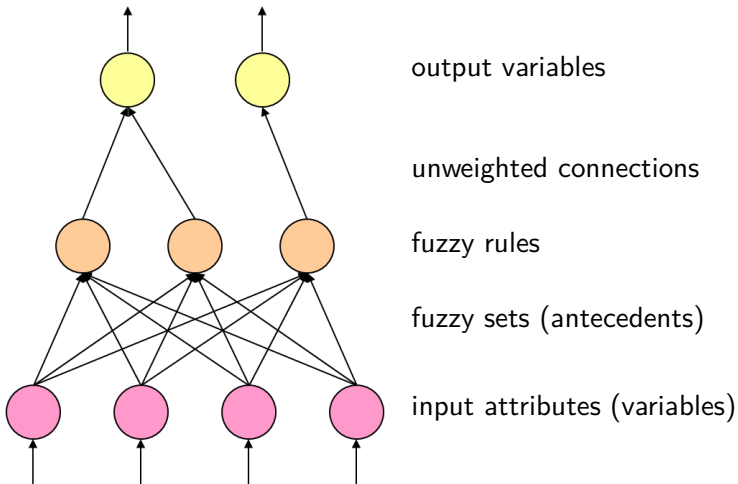 output variables
unweighted connections
fuzzy rules
fuzzy sets (antecedents)
input attributes (variables)